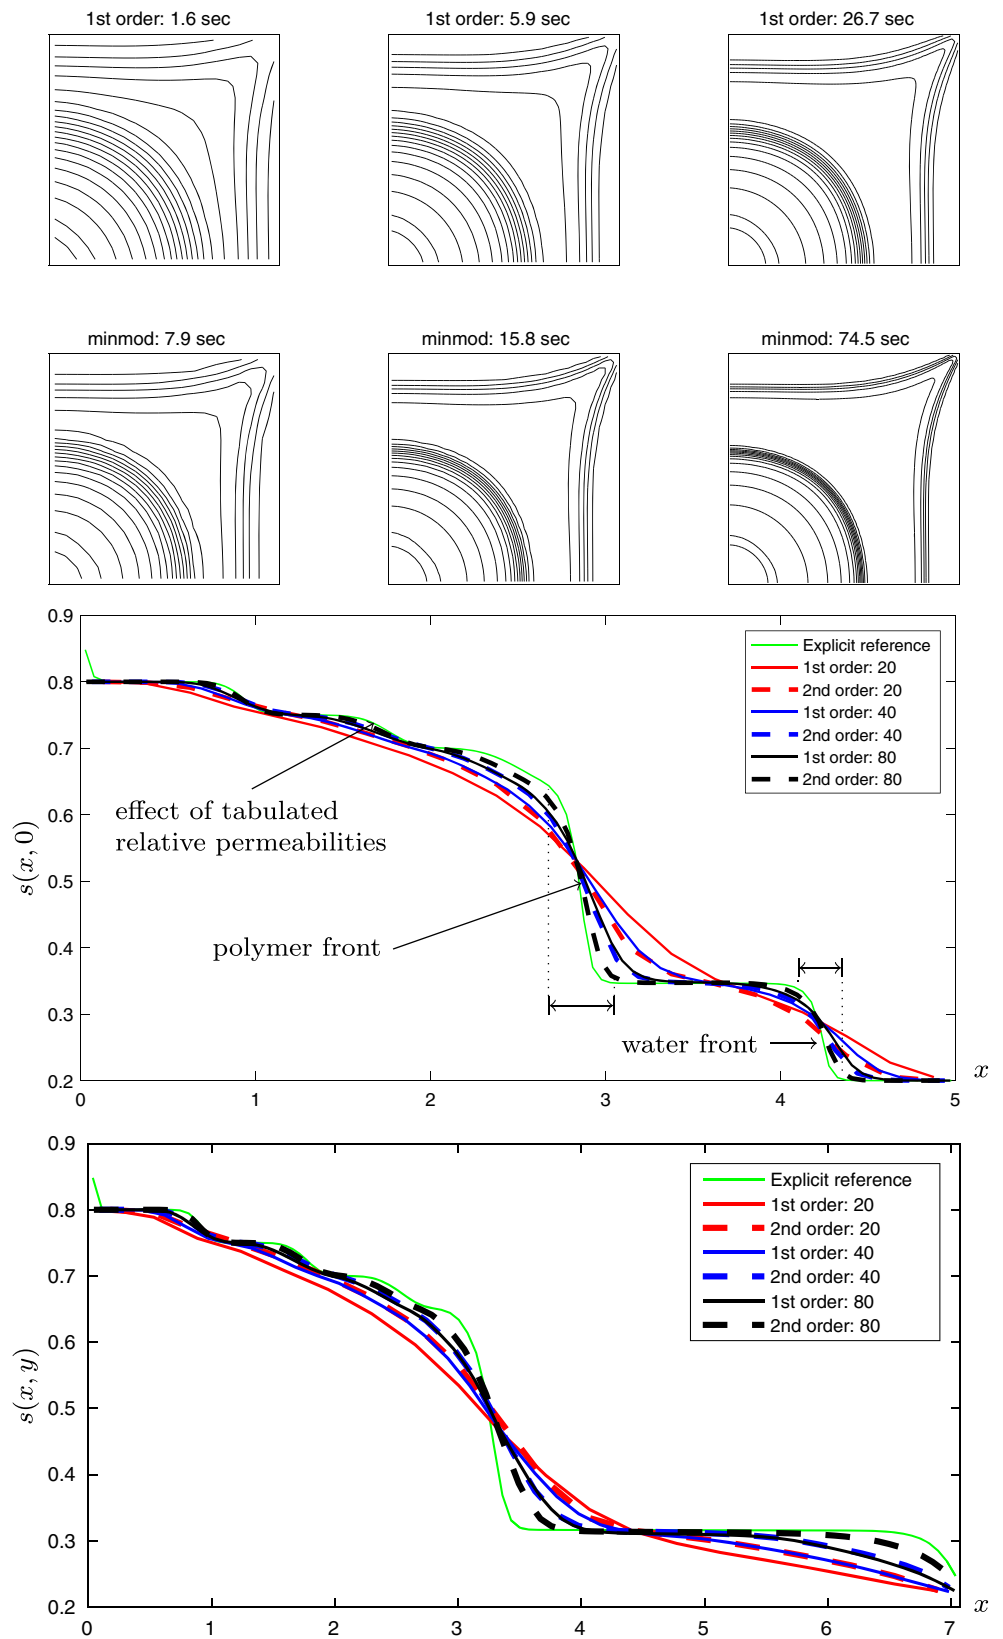 1st order: 1.6 sec
1st order: 5.9 sec
1st order: 26.7 sec
minmod: 7.9 sec
minmod: 15.8 sec
minmod: 74.5 sec
0.9
0.8
0.7
0.6
0.5
0.4
0.3
0.2
s(x, 0)
Explicit reference
1st order: 20
2nd order: 20
1st order: 40
2nd order: 40
1st order: 80
2nd order: 80
effect of tabulated
relative permeabilities
polymer front
water front
0 1 2 3 4 5
x
0.9
0.8
0.7
0.6
0.5
0.4
0.3
0.2
s(x, y)
Explicit reference
1st order: 20
2nd order: 20
1st order: 40
2nd order: 40
1st order: 80
2nd order: 80
0 1 2 3 4 5 6 7
x